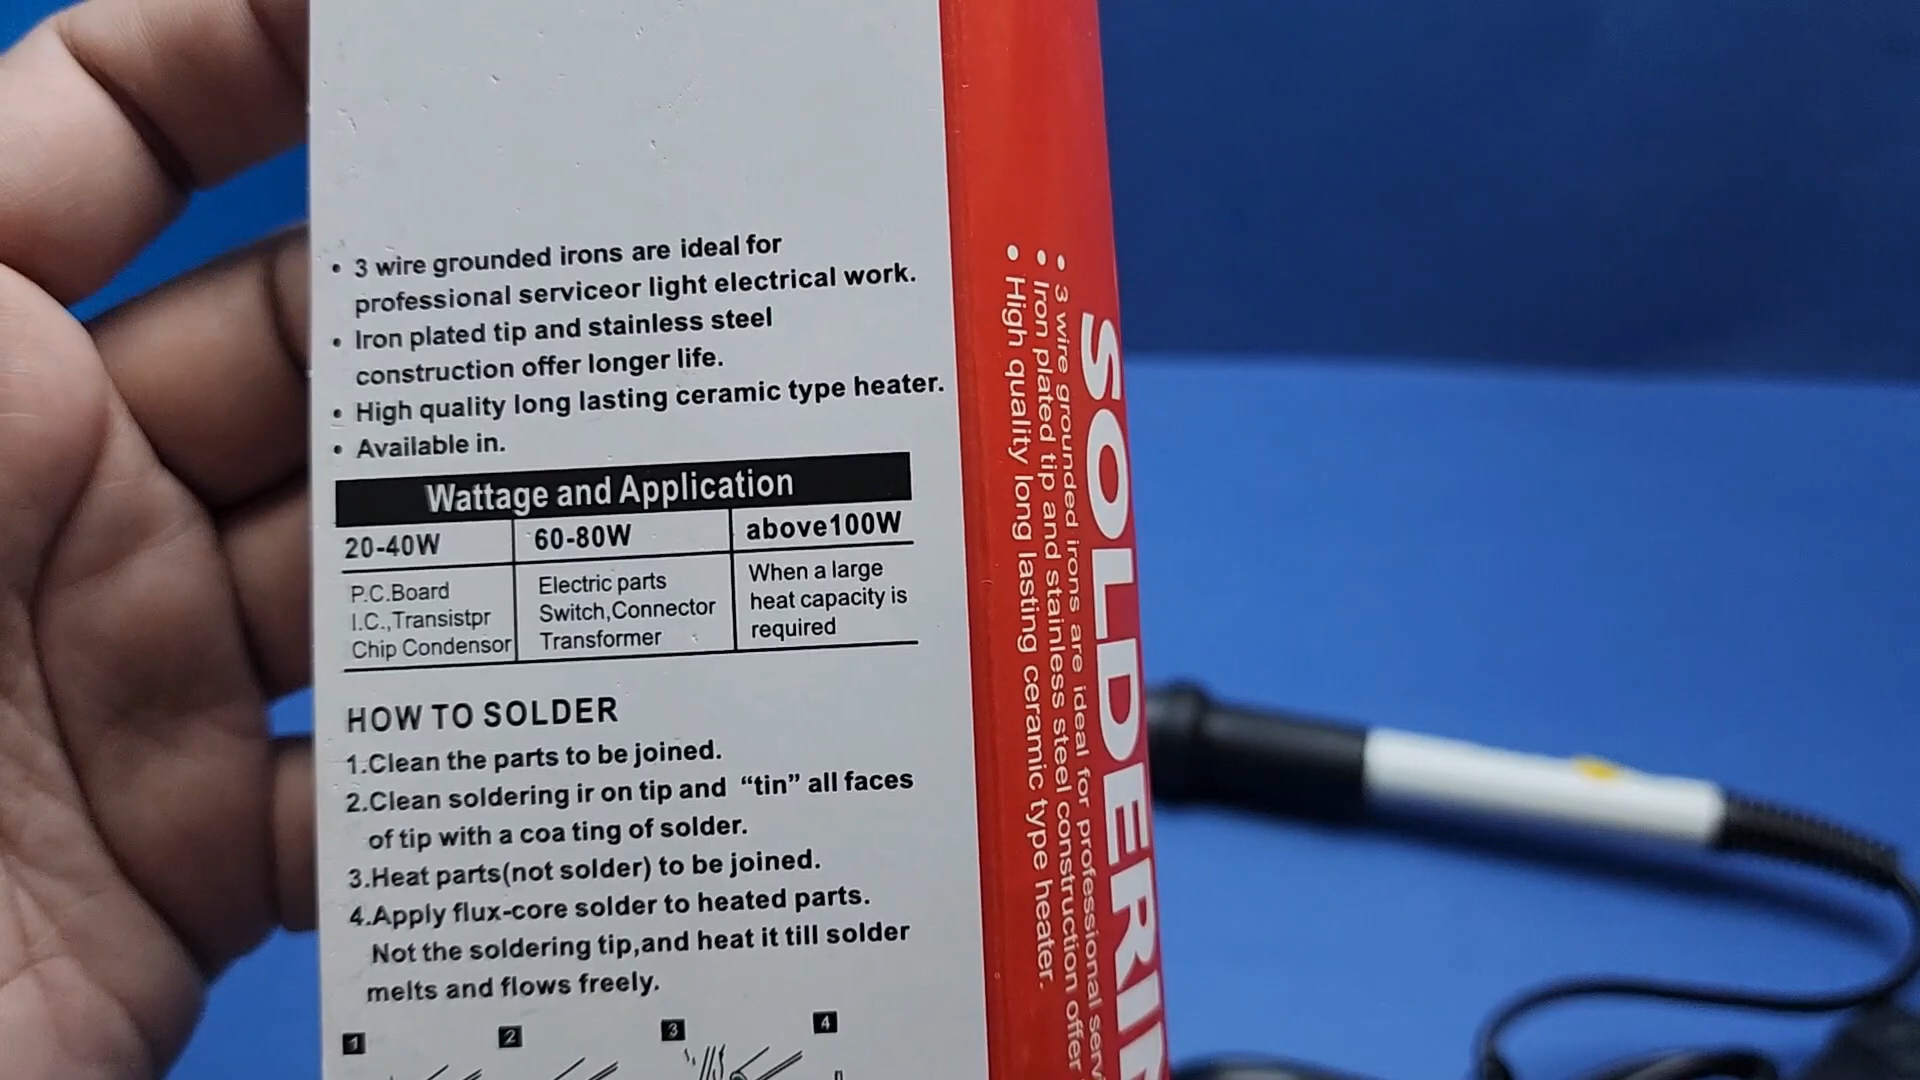 • 3 wire grounded irons are ideal for
professional serviceor light electrical work.
• Iron plated tip and stainless steel
construction offer longer life.
• High quality long lasting ceramic type heater.
• Available in.
Wattage and Application
20-40W 60-80W above100W
P.C.Board Electric parts When a large
I.C.,Transistpr Switch,Connector heat capacity is
Chip Condensor Transformer required
HOW TO SOLDER
1.Clean the parts to be joined.
2.Clean soldering ir on tip and “tin” all faces
of tip with a coa ting of solder.
3.Heat parts(not solder) to be joined.
4.Apply flux-core solder to heated parts.
Not the soldering tip,and heat it till solder
melts and flows freely.
1 2 3 4
SOLDERIN
• 3 wire grounded irons are ideal for professional serv
• Iron plated tip and stainless steel construction offer
• High quality long lasting ceramic type heater.